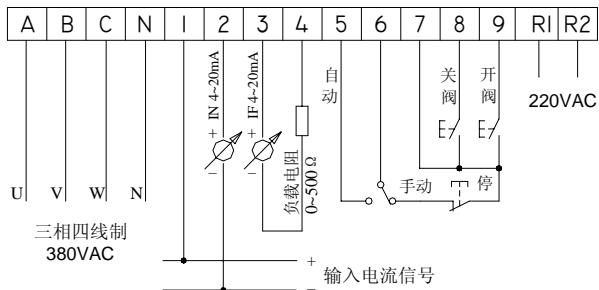 A B C N 1 2 3 4 5 6 7 8 9 R1 R2
IN 4~20mA
IF 4~20mA
自动
关阀
开阀
220VAC
+ +
E E
− −
负载电阻
0~500Ω
U V W N
手动 停
三相四线制
380VAC
+
输入电流信号
−